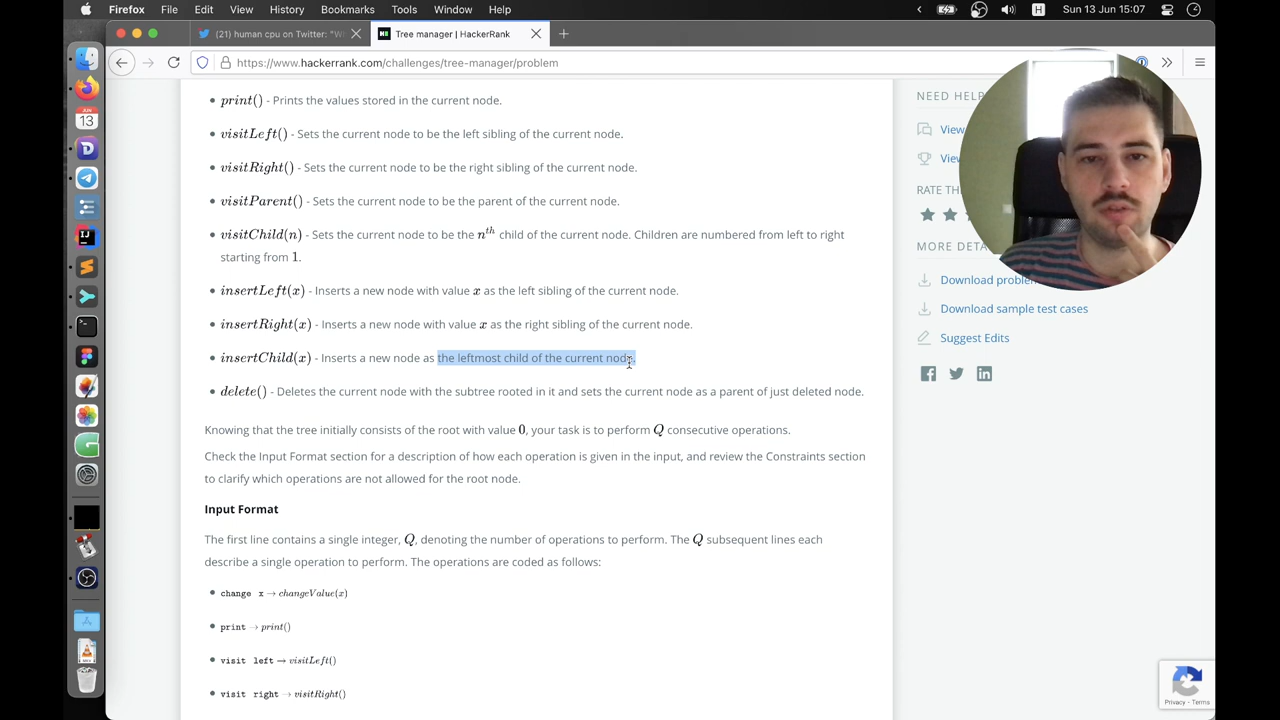 Firefox File Edit View History Bookmarks Tools Window Help
H Sun 13 Jun 15:07
(21) human cpu on Twitter: "W
Tree manager | HackerRank
https://www.hackerrank.com/challenges/tree-manager/problem
JUN
13
print() - Prints the values stored in the current node.
visitLeft() - Sets the current node to be the left sibling of the current node.
visitRight() - Sets the current node to be the right sibling of the current node.
visitParent() - Sets the current node to be the parent of the current node.
visitChild(n) - Sets the current node to be the nth child of the current node. Children are numbered from left to right
starting from 1.
insertLeft(x) - Inserts a new node with value x as the left sibling of the current node.
insertRight(x) - Inserts a new node with value x as the right sibling of the current node.
insertChild(x) - Inserts a new node as the leftmost child of the current node.
delete() - Deletes the current node with the subtree rooted in it and sets the current node as a parent of just deleted node.
Knowing that the tree initially consists of the root with value 0, your task is to perform Q consecutive operations.
Check the Input Format section for a description of how each operation is given in the input, and review the Constraints section
to clarify which operations are not allowed for the root node.
Input Format
The first line contains a single integer, Q, denoting the number of operations to perform. The Q subsequent lines each
describe a single operation to perform. The operations are coded as follows:
change x → changeValue(x)
print → print()
visit left → visitLeft()
visit right → visitRight()
NEED HELP
View
View
RATE TH
MORE DETA
Download proble
Download sample test cases
Suggest Edits
Privacy - Terms